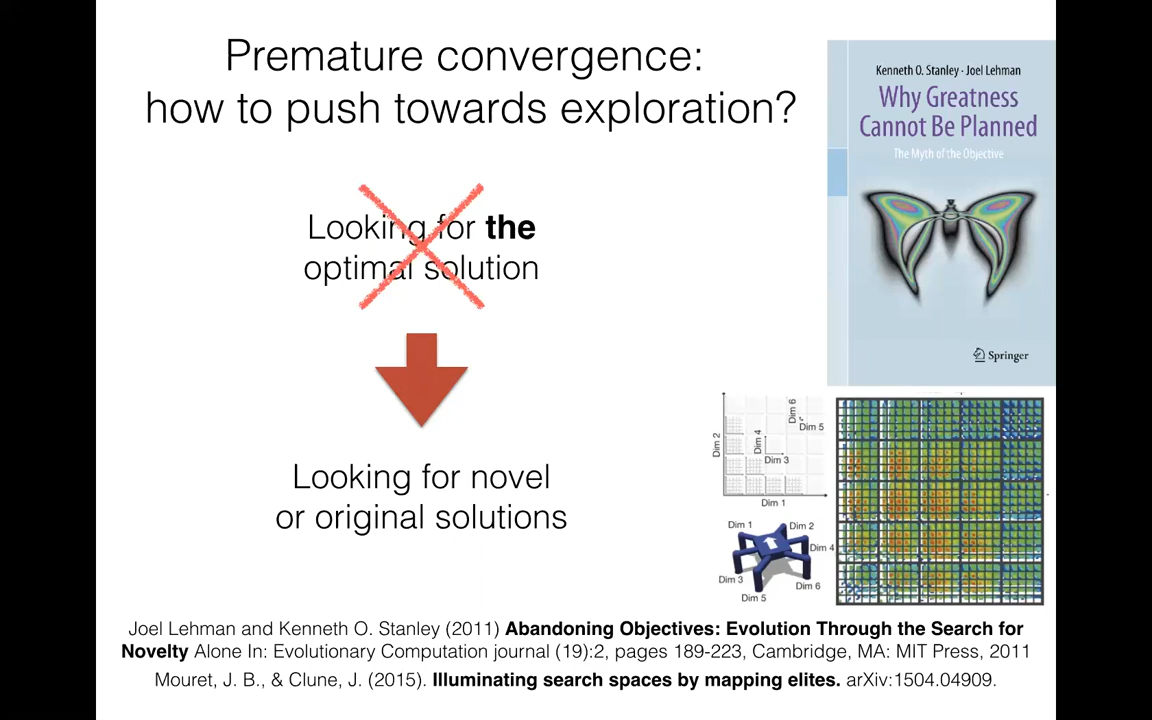 Premature convergence:
how to push towards exploration?
Kenneth O. Stanley · Joel Lehman
Why Greatness
Cannot Be Planned
The Myth of the Objective
Springer
Looking for the
optimal solution
Looking for novel
or original solutions
Dim 2
Dim 4
Dim 6
Dim 5
Dim 3
Dim 1
Dim 1
Dim 2
Dim 4
Dim 3
Dim 6
Dim 5
Joel Lehman and Kenneth O. Stanley (2011) Abandoning Objectives: Evolution Through the Search for
Novelty Alone In: Evolutionary Computation journal (19):2, pages 189-223, Cambridge, MA: MIT Press, 2011
Mouret, J. B., & Clune, J. (2015). Illuminating search spaces by mapping elites. arXiv:1504.04909.